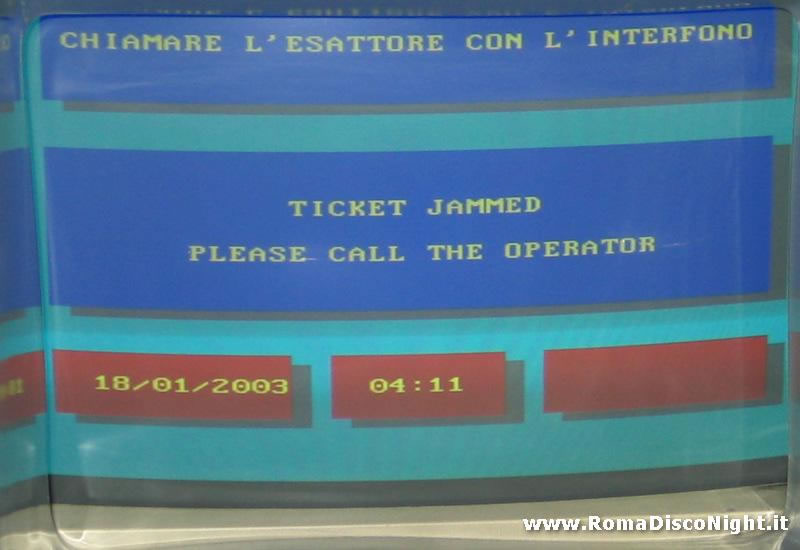 CHIAMARE L'ESATTORE CON L'INTERFONO
TICKET JAMMED
PLEASE CALL THE OPERATOR
18/01/2003 04:11
www.RomaDiscoNight.it